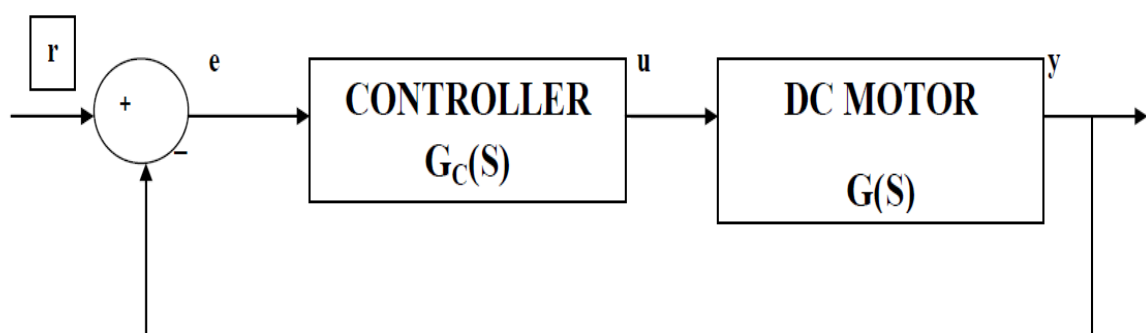 r
e
u
y
+
CONTROLLER
DC MOTOR
−
G_C(S)
G(S)